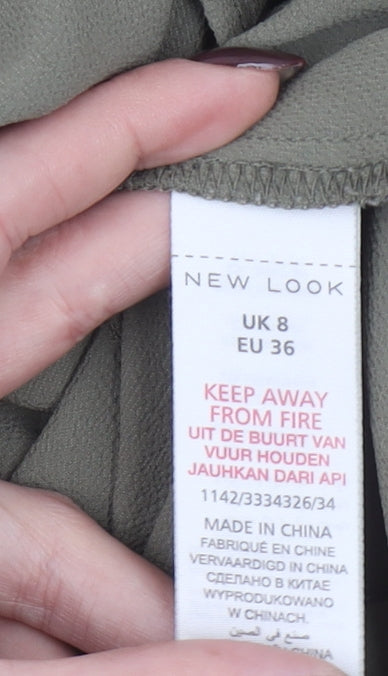 NEW LOOK
UK 8
EU 36
KEEP AWAY
FROM FIRE
UIT DE BUURT VAN
VUUR HOUDEN
JAUHKAN DARI API
1142/3334326/34
MADE IN CHINA
FABRIQUÉ EN CHINE
VERVAARDIGD IN CHINA
СДЕЛАНО В КИТАЕ
WYPRODUKOWANO
W CHINACH.
صنع في الصين
CHINA